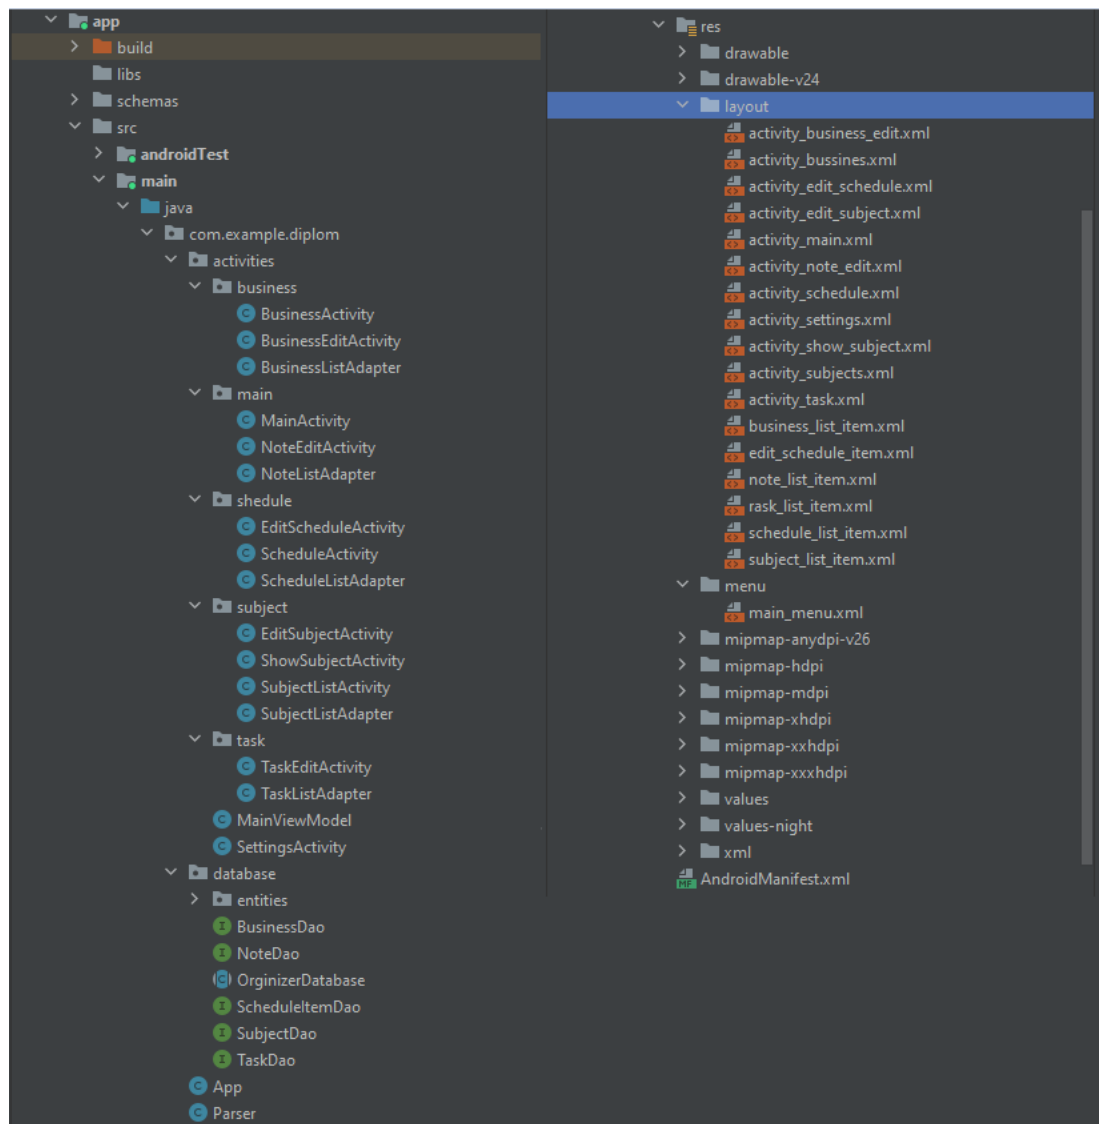 app
build
libs
schemas
src
androidTest
main
java
com.example.diplom
activities
business
BusinessActivity
BusinessEditActivity
BusinessListAdapter
main
MainActivity
NoteEditActivity
NoteListAdapter
shedule
EditScheduleActivity
ScheduleActivity
ScheduleListAdapter
subject
EditSubjectActivity
ShowSubjectActivity
SubjectListActivity
SubjectListAdapter
task
TaskEditActivity
TaskListAdapter
MainViewModel
SettingsActivity
database
entities
BusinessDao
NoteDao
OrginizerDatabase
ScheduleItemDao
SubjectDao
TaskDao
App
Parser
res
drawable
drawable-v24
layout
activity_business_edit.xml
activity_bussines.xml
activity_edit_schedule.xml
activity_edit_subject.xml
activity_main.xml
activity_note_edit.xml
activity_schedule.xml
activity_settings.xml
activity_show_subject.xml
activity_subjects.xml
activity_task.xml
business_list_item.xml
edit_schedule_item.xml
note_list_item.xml
rask_list_item.xml
schedule_list_item.xml
subject_list_item.xml
menu
main_menu.xml
mipmap-anydpi-v26
mipmap-hdpi
mipmap-mdpi
mipmap-xhdpi
mipmap-xxhdpi
mipmap-xxxhdpi
values
values-night
xml
AndroidManifest.xml